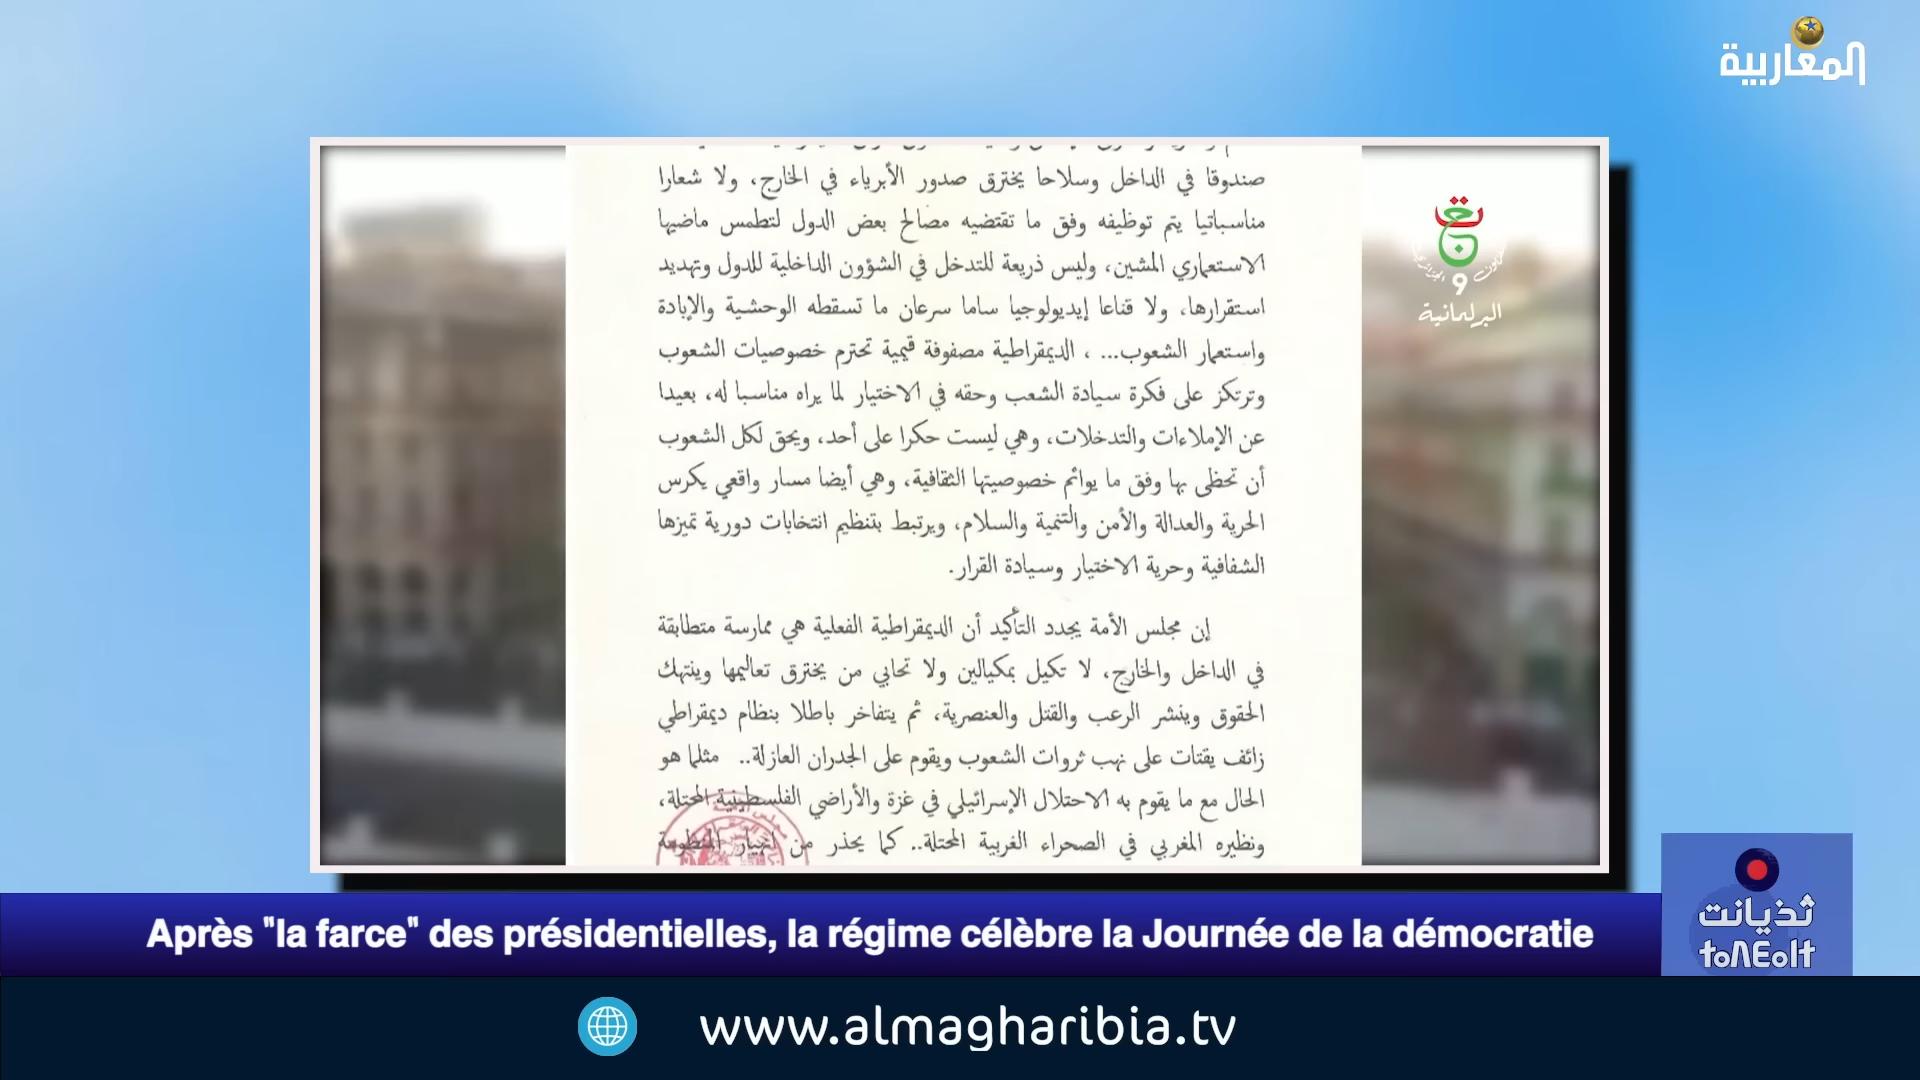 المغاربية
صندوقا في الداخل وسلاحا يخترق صدور الأبرياء في الخارج، ولا شعارا
مناسباتيا يتم توظيفه وفق ما تقتضيه مصالح بعض الدول لتطمس ماضيها
الاستعماري المشين، وليس ذريعة للتدخل في الشؤون الداخلية للدول وتهديد
استقرارها، ولا قناعا إيديولوجيا ساما سرعان ما تسقطه الوحشية والإبادة
واستعمار الشعوب... ، الديمقراطية مصفوفة قيمية تحترم خصوصيات الشعوب
وترتكز على فكرة سيادة الشعب وحقه في الاختيار لما يراه مناسبا له، بعيدا
عن الإملاءات والتدخلات، وهي ليست حكرا على أحد، ويحق لكل الشعوب
أن تحظى بها وفق ما يوائم خصوصيتها الثقافية، وهي أيضا مسار واقعي يكرس
الحرية والعدالة والأمن والتنمية والسلام، ويرتبط بتنظيم انتخابات دورية تميزها
الشفافية وحرية الاختيار وسيادة القرار.
إن مجلس الأمة يجدد التأكيد أن الديمقراطية الفعلية هي ممارسة متطابقة
في الداخل والخارج، لا تكيل بمكيالين ولا تحابي من يخترق تعاليمها وينتهك
الحقوق وينشر الرعب والقتل والعنصرية، ثم يتفاخر باطلا بنظام ديمقراطي
زائف يقتات على نهب ثروات الشعوب ويقوم على الجدران العازلة.. مثلما هو
الحال مع ما يقوم به الاحتلال الإسرائيلي في غزة والأراضي الفلسطينية المحتلة،
ونظيره المغربي في الصحراء الغربية المحتلة.. كما يحذر من انهيار المنظومة
9
البرلمانية
Après "la farce" des présidentielles, la régime célèbre la Journée de la démocratie
ثذيانت
www.almagharibia.tv